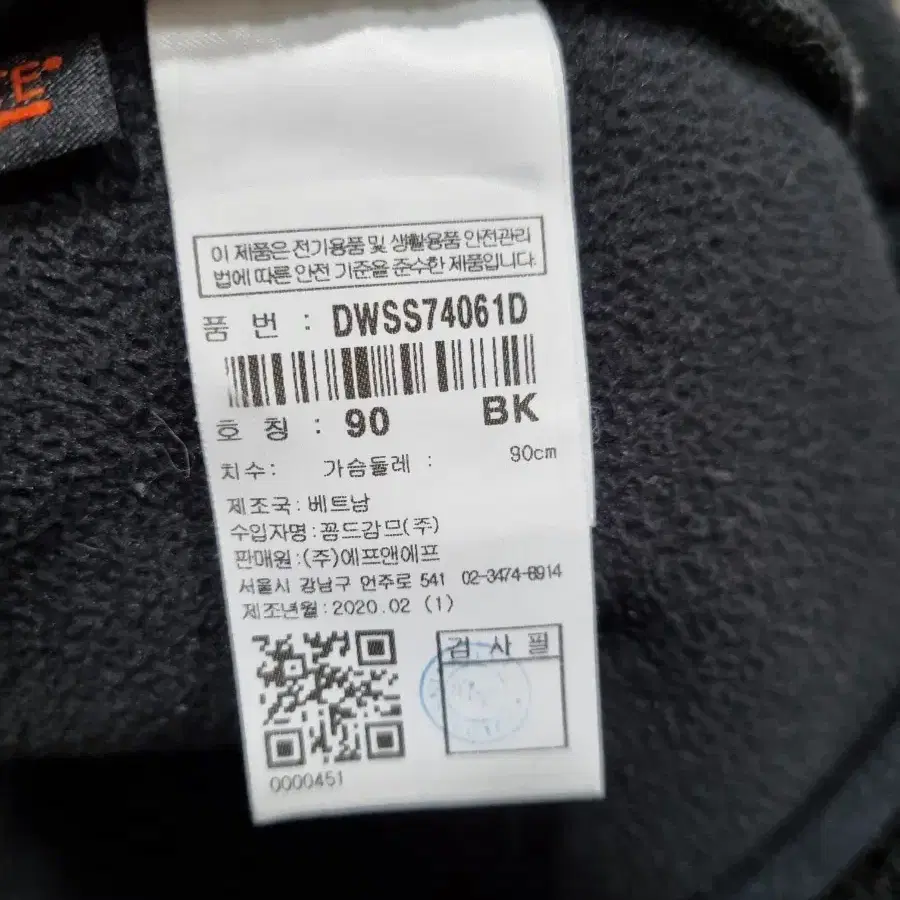 이 제품은 전기용품 및 생활용품 안전관리
법에 따른 안전 기준을 준수한 제품입니다.
품 번 : DWSS74061D
호 칭 : 90 BK
치수: 가슴둘레 : 90cm
제조국:베트남
수입자명:꼼드감므(주)
판매원:(주)에프앤에프
서울시 강남구 언주로 541 02-3474-8914
제조년월:2020.02 (1)
검 사 필
0000451